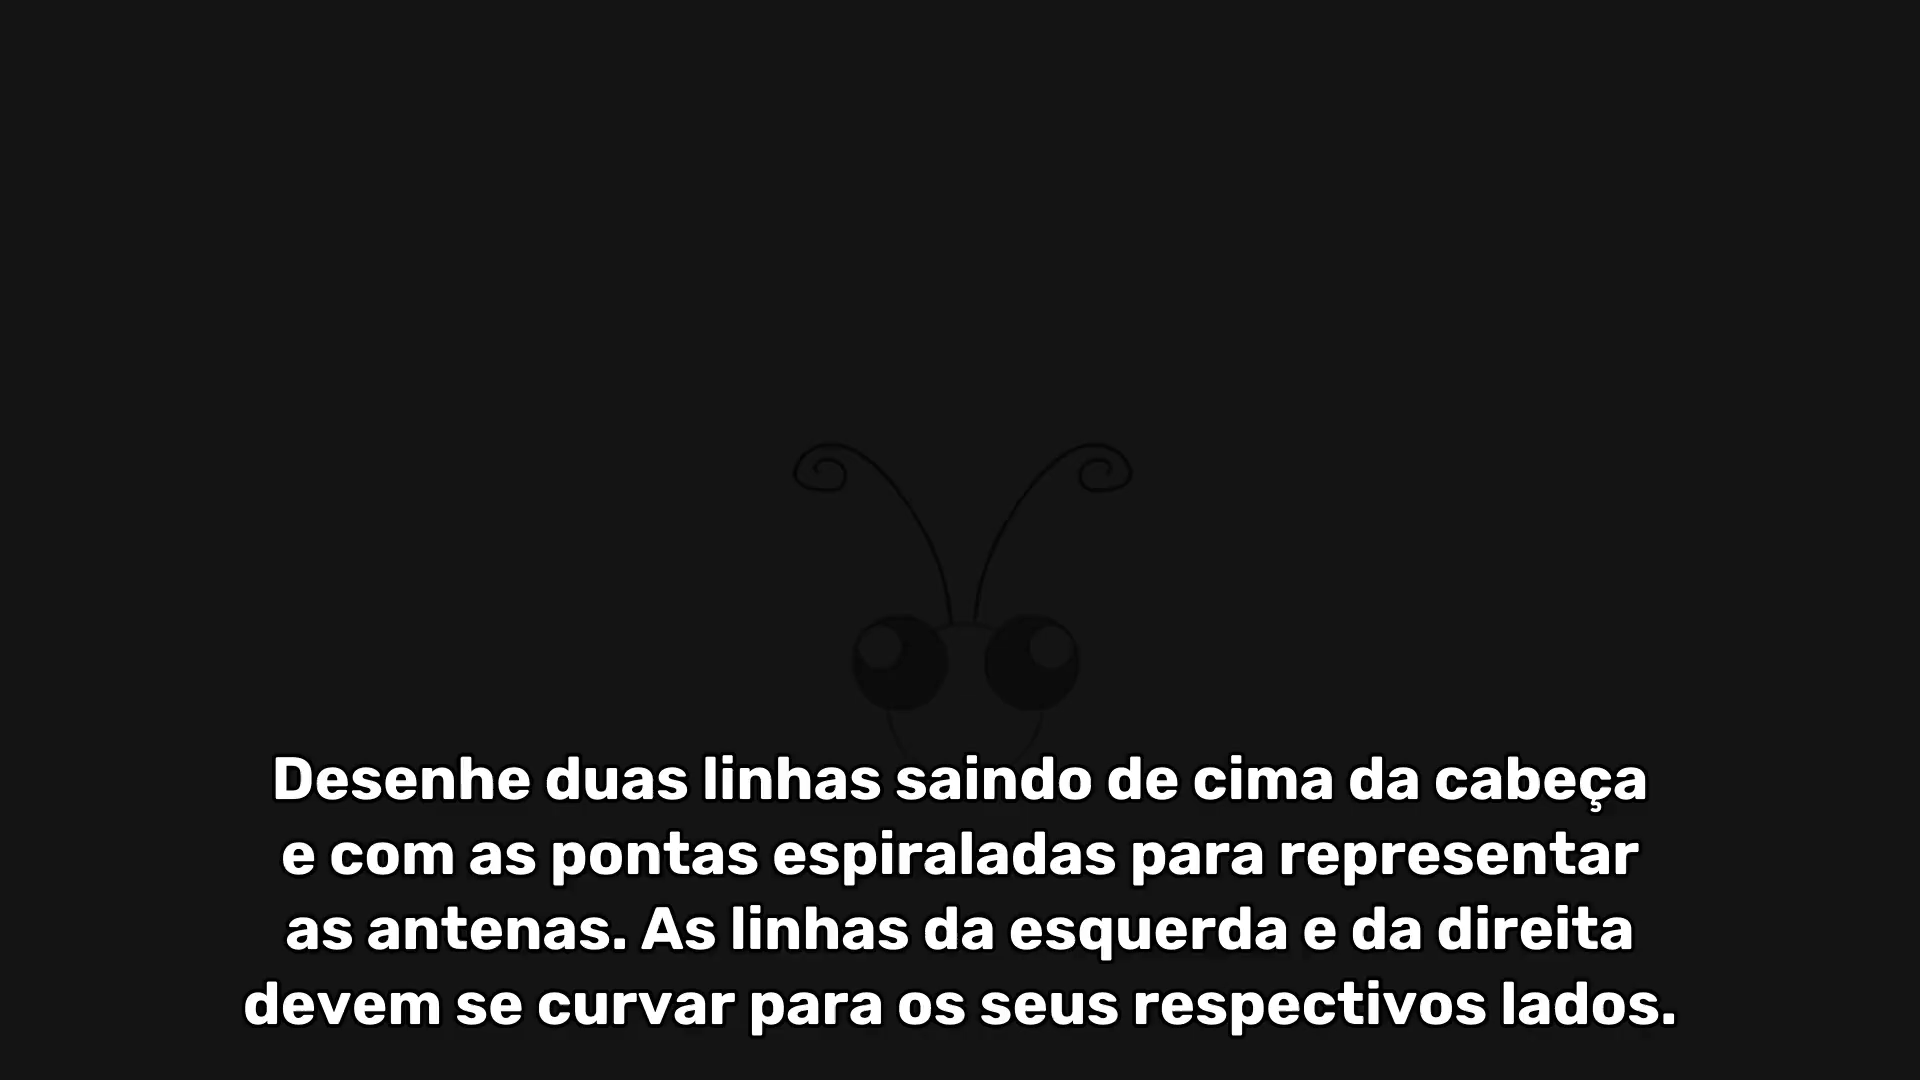 Desenhe duas linhas saindo de cima da cabeça
e com as pontas espiraladas para representar
as antenas. As linhas da esquerda e da direita
devem se curvar para os seus respectivos lados.